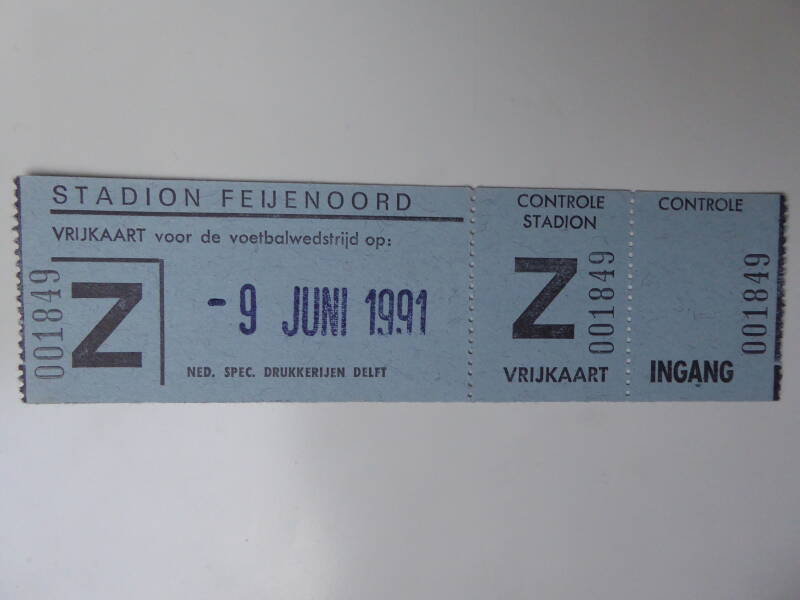 STADION FEIJENOORD
VRIJKAART voor de voetbalwedstrijd op:
001849
Z
- 9 JUNI 1991
NED. SPEC. DRUKKERIJEN DELFT
CONTROLE
STADION
Z
001849
VRIJKAART
CONTROLE
001849
INGANG